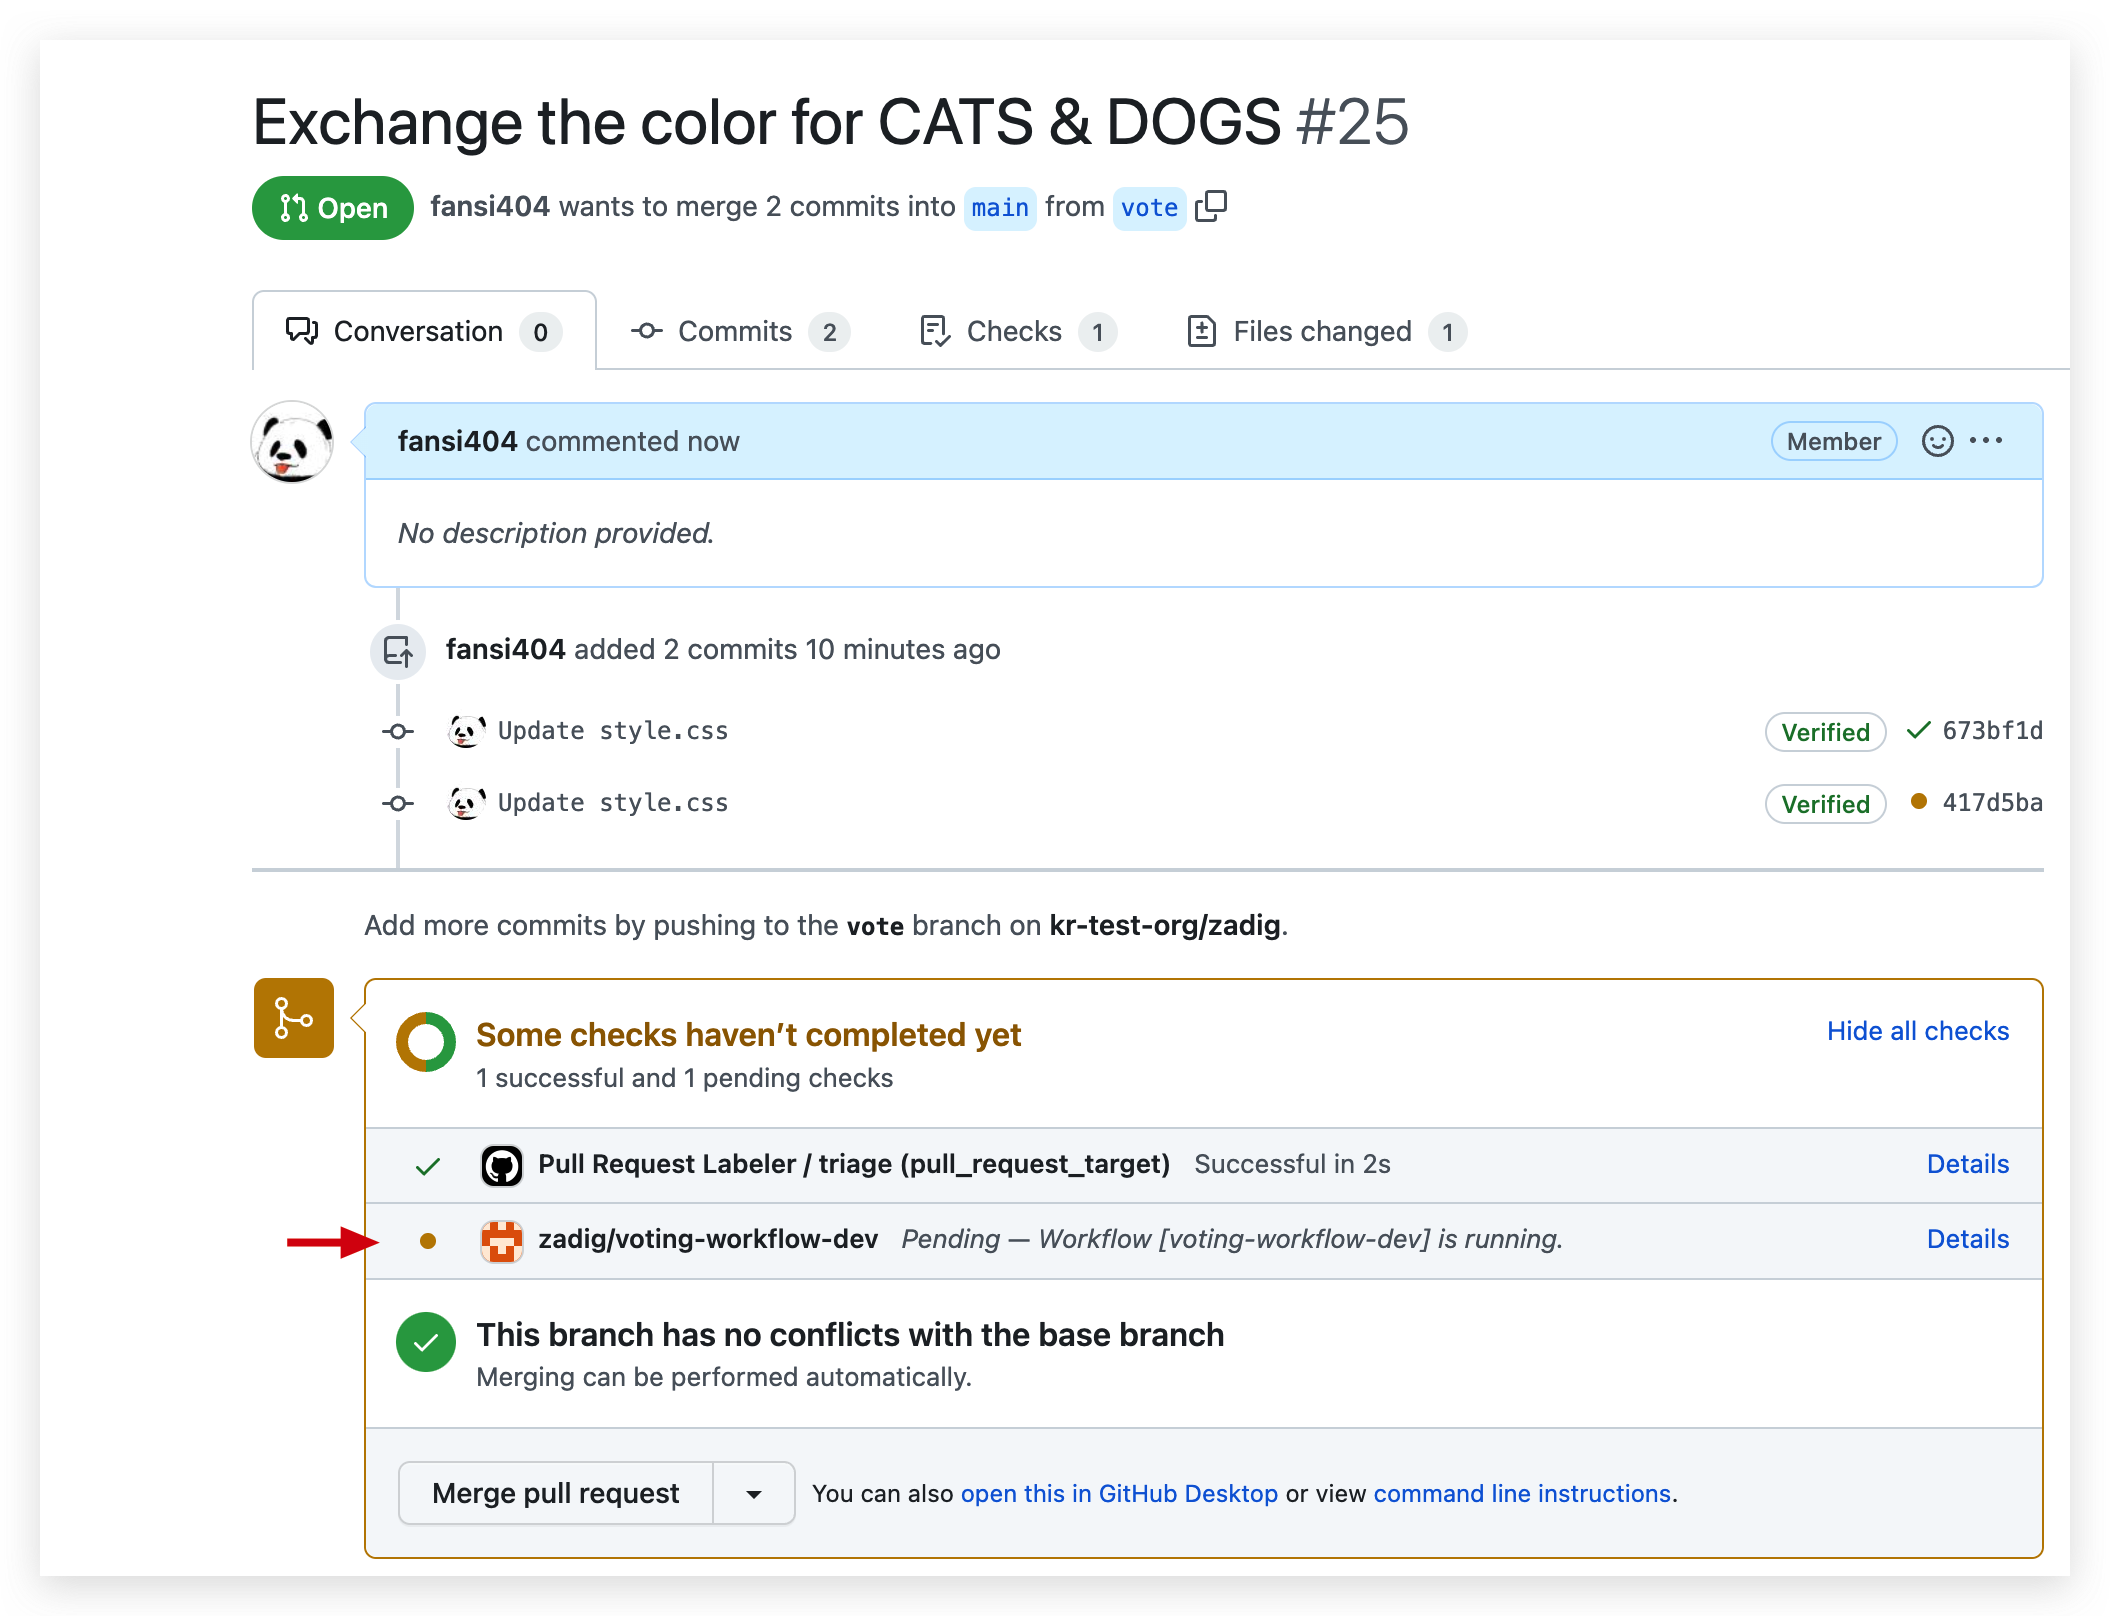 Exchange the color for CATS & DOGS #25
Open fansi404 wants to merge 2 commits into main from vote
Conversation 0 Commits 2 Checks 1 Files changed 1
fansi404 commented now Member
No description provided.
fansi404 added 2 commits 10 minutes ago
Update style.css Verified 673bf1d
Update style.css Verified 417d5ba
Add more commits by pushing to the vote branch on kr-test-org/zadig.
Some checks haven’t completed yet Hide all checks
1 successful and 1 pending checks
Pull Request Labeler / triage (pull_request_target) Successful in 2s Details
zadig/voting-workflow-dev Pending — Workflow [voting-workflow-dev] is running. Details
This branch has no conflicts with the base branch
Merging can be performed automatically.
Merge pull request You can also open this in GitHub Desktop or view command line instructions.